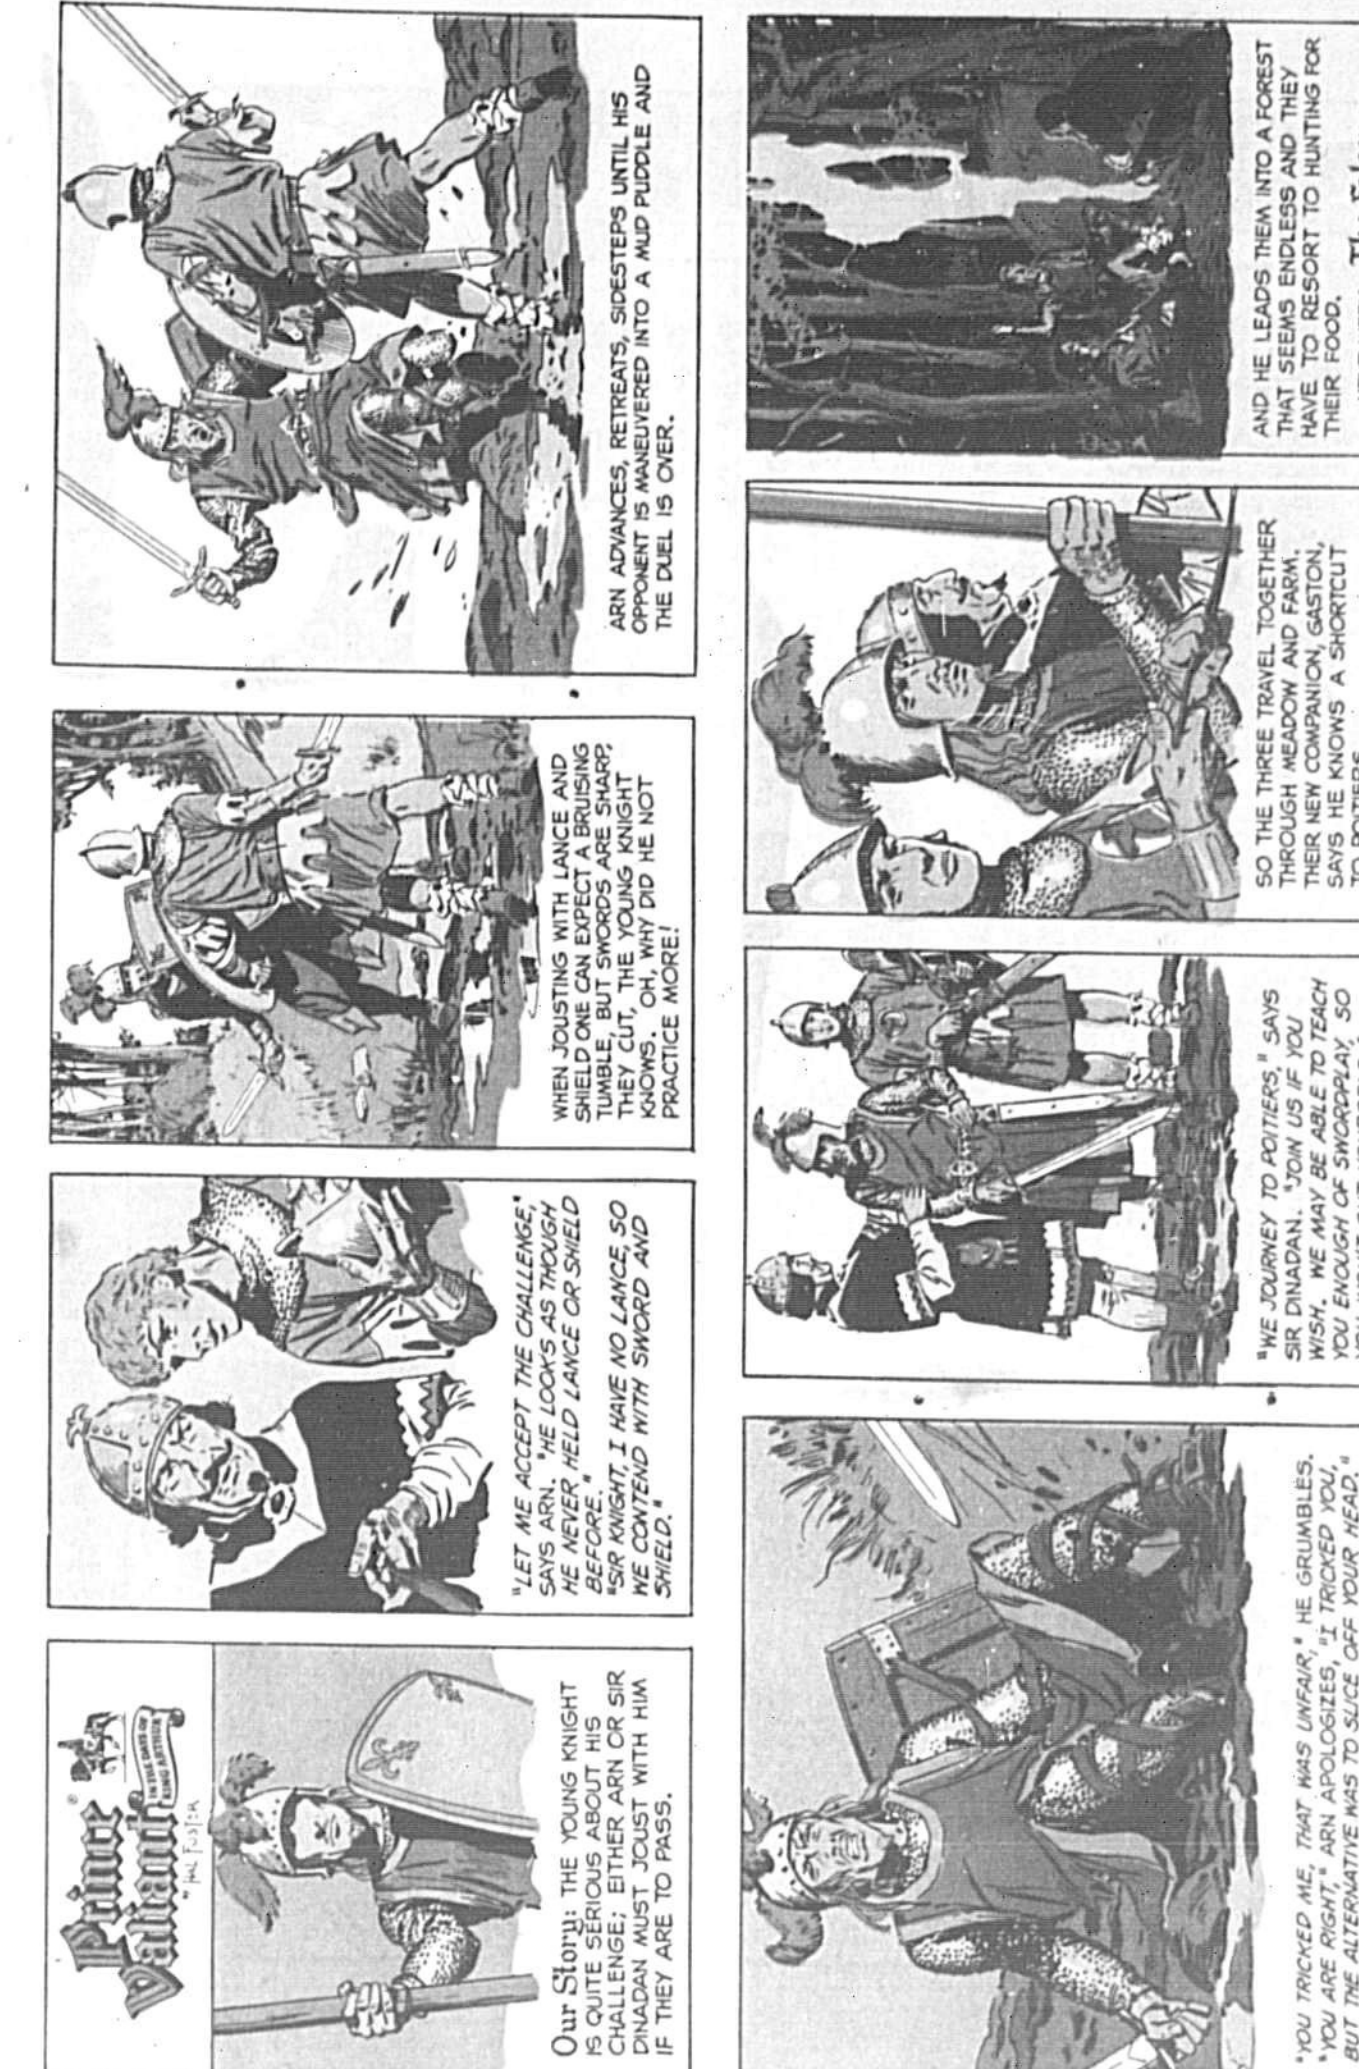 Prince
Valiant
®
IN THE DAYS OF
KING ARTHUR
HAL FOSTER
Our Story: THE YOUNG KNIGHT
IS QUITE SERIOUS ABOUT HIS
CHALLENGE; EITHER ARN OR SIR
DINADAN MUST JOUST WITH HIM
IF THEY ARE TO PASS.
"LET ME ACCEPT THE CHALLENGE,"
SAYS ARN. "HE LOOKS AS THOUGH
HE NEVER HELD LANCE OR SHIELD
BEFORE."
"SIR KNIGHT, I HAVE NO LANCE, SO
WE CONTEND WITH SWORD AND
SHIELD."
WHEN JOUSTING WITH LANCE AND
SHIELD ONE CAN EXPECT A BRUISING
TUMBLE, BUT SWORDS ARE SHARP,
THEY CUT, THE YOUNG KNIGHT
KNOWS. OH, WHY DID HE NOT
PRACTICE MORE!
ARN ADVANCES, RETREATS, SIDESTEPS UNTIL HIS
OPPONENT IS MANEUVERED INTO A MUD PUDDLE AND
THE DUEL IS OVER.
"YOU TRICKED ME, THAT WAS UNFAIR," HE GRUMBLES.
"YOU ARE RIGHT," ARN APOLOGIZES, "I TRICKED YOU,
BUT THE ALTERNATIVE WAS TO SLICE OFF YOUR HEAD."
"WE JOURNEY TO POITIERS," SAYS
SIR DINADAN. "JOIN US IF YOU
WISH. WE MAY BE ABLE TO TEACH
YOU ENOUGH OF SWORDPLAY, SO
SO THE THREE TRAVEL TOGETHER
THROUGH MEADOW AND FARM.
THEIR NEW COMPANION, GASTON,
SAYS HE KNOWS A SHORTCUT
TO POITIERS
AND HE LEADS THEM INTO A FOREST
THAT SEEMS ENDLESS AND THEY
HAVE TO RESORT TO HUNTING FOR
THEIR FOOD.